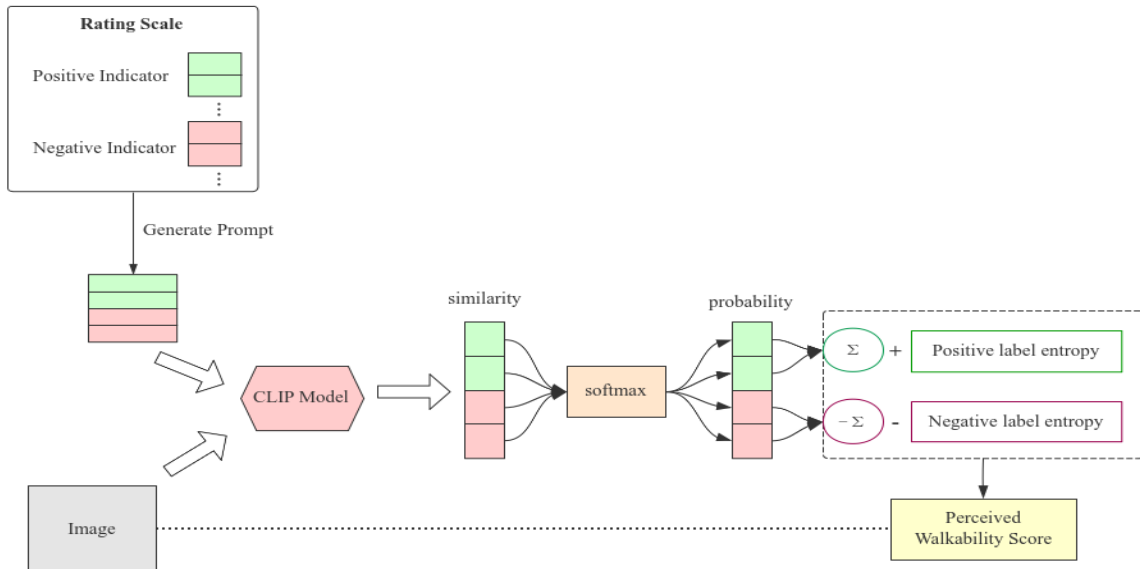 Rating Scale
Positive Indicator
Negative Indicator
Generate Prompt
similarity
probability
CLIP Model
softmax
Σ + Positive label entropy
− Σ - Negative label entropy
Image
Perceived
Walkability Score